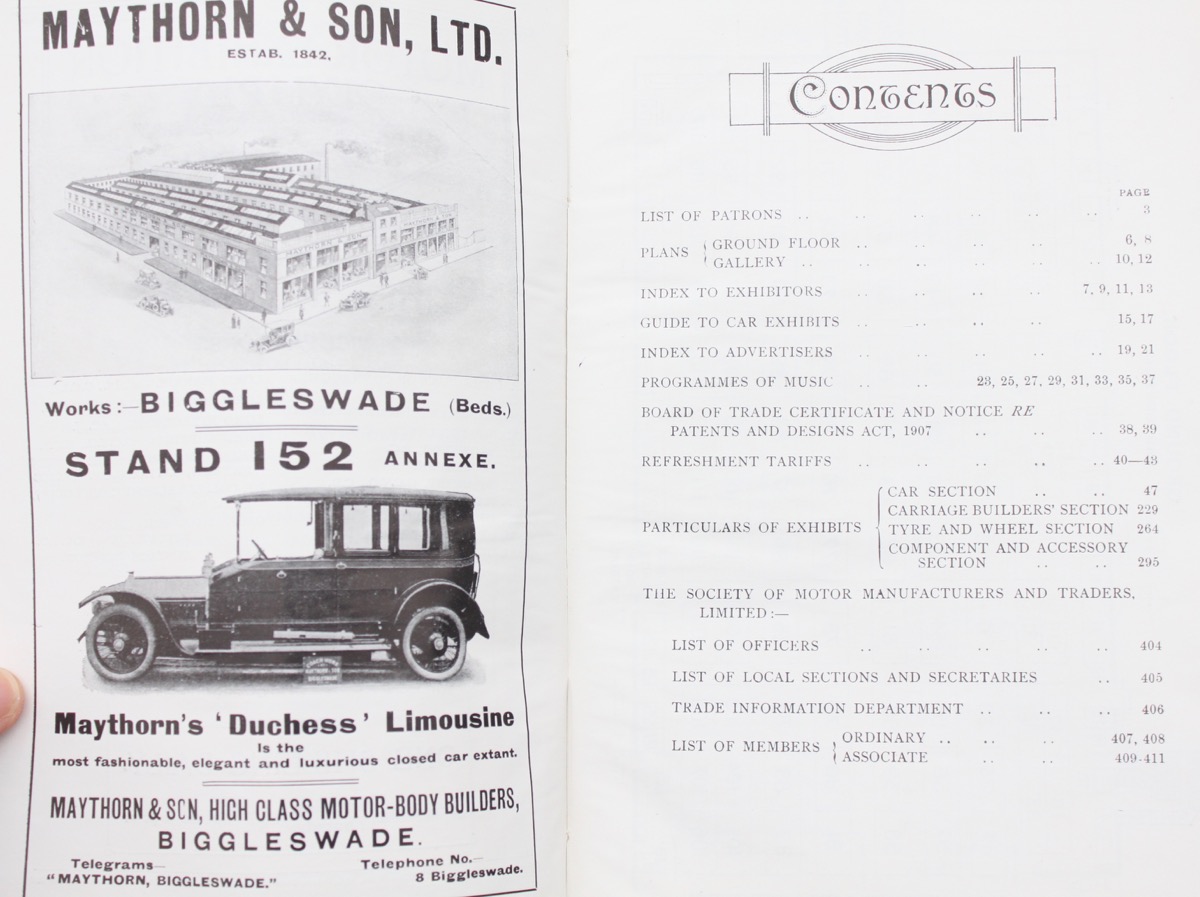 MAYTHORN & SON, LTD.
ESTAB. 1842.
MAYTHORN & SON
Works:—BIGGLESWADE (Beds.)
STAND 152 ANNEXE.
Maythorn's 'Duchess' Limousine
Is the
most fashionable, elegant and luxurious closed car extant.
MAYTHORN & SON, HIGH CLASS MOTOR-BODY BUILDERS,
BIGGLESWADE.
Telegrams—
"MAYTHORN, BIGGLESWADE."
Telephone No.—
8 Biggleswade.
CONTENTS
PAGE
LIST OF PATRONS .. .. .. .. .. .. 3
PLANS { GROUND FLOOR .. .. .. .. 6, 8
GALLERY .. .. .. .. .. .. 10, 12
INDEX TO EXHIBITORS .. .. .. .. 7, 9, 11, 13
GUIDE TO CAR EXHIBITS .. .. .. .. 15, 17
INDEX TO ADVERTISERS .. .. .. .. .. 19, 21
PROGRAMMES OF MUSIC .. .. 23, 25, 27, 29, 31, 33, 35, 37
BOARD OF TRADE CERTIFICATE AND NOTICE RE
PATENTS AND DESIGNS ACT, 1907 .. .. .. 38, 39
REFRESHMENT TARIFFS .. .. .. .. .. 40—43
PARTICULARS OF EXHIBITS { CAR SECTION .. .. 47
CARRIAGE BUILDERS' SECTION 229
TYRE AND WHEEL SECTION 264
COMPONENT AND ACCESSORY
SECTION .. .. 295
THE SOCIETY OF MOTOR MANUFACTURERS AND TRADERS,
LIMITED:—
LIST OF OFFICERS .. .. .. .. .. 404
LIST OF LOCAL SECTIONS AND SECRETARIES .. 405
TRADE INFORMATION DEPARTMENT .. .. .. 406
LIST OF MEMBERS { ORDINARY .. .. .. 407, 408
ASSOCIATE .. .. 409-411